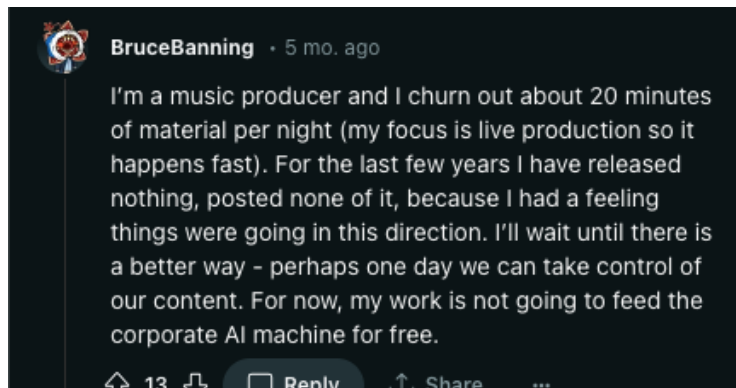 BruceBanning • 5 mo. ago
I'm a music producer and I churn out about 20 minutes
of material per night (my focus is live production so it
happens fast). For the last few years I have released
nothing, posted none of it, because I had a feeling
things were going in this direction. I'll wait until there is
a better way - perhaps one day we can take control of
our content. For now, my work is not going to feed the
corporate AI machine for free.
13 Reply Share ...